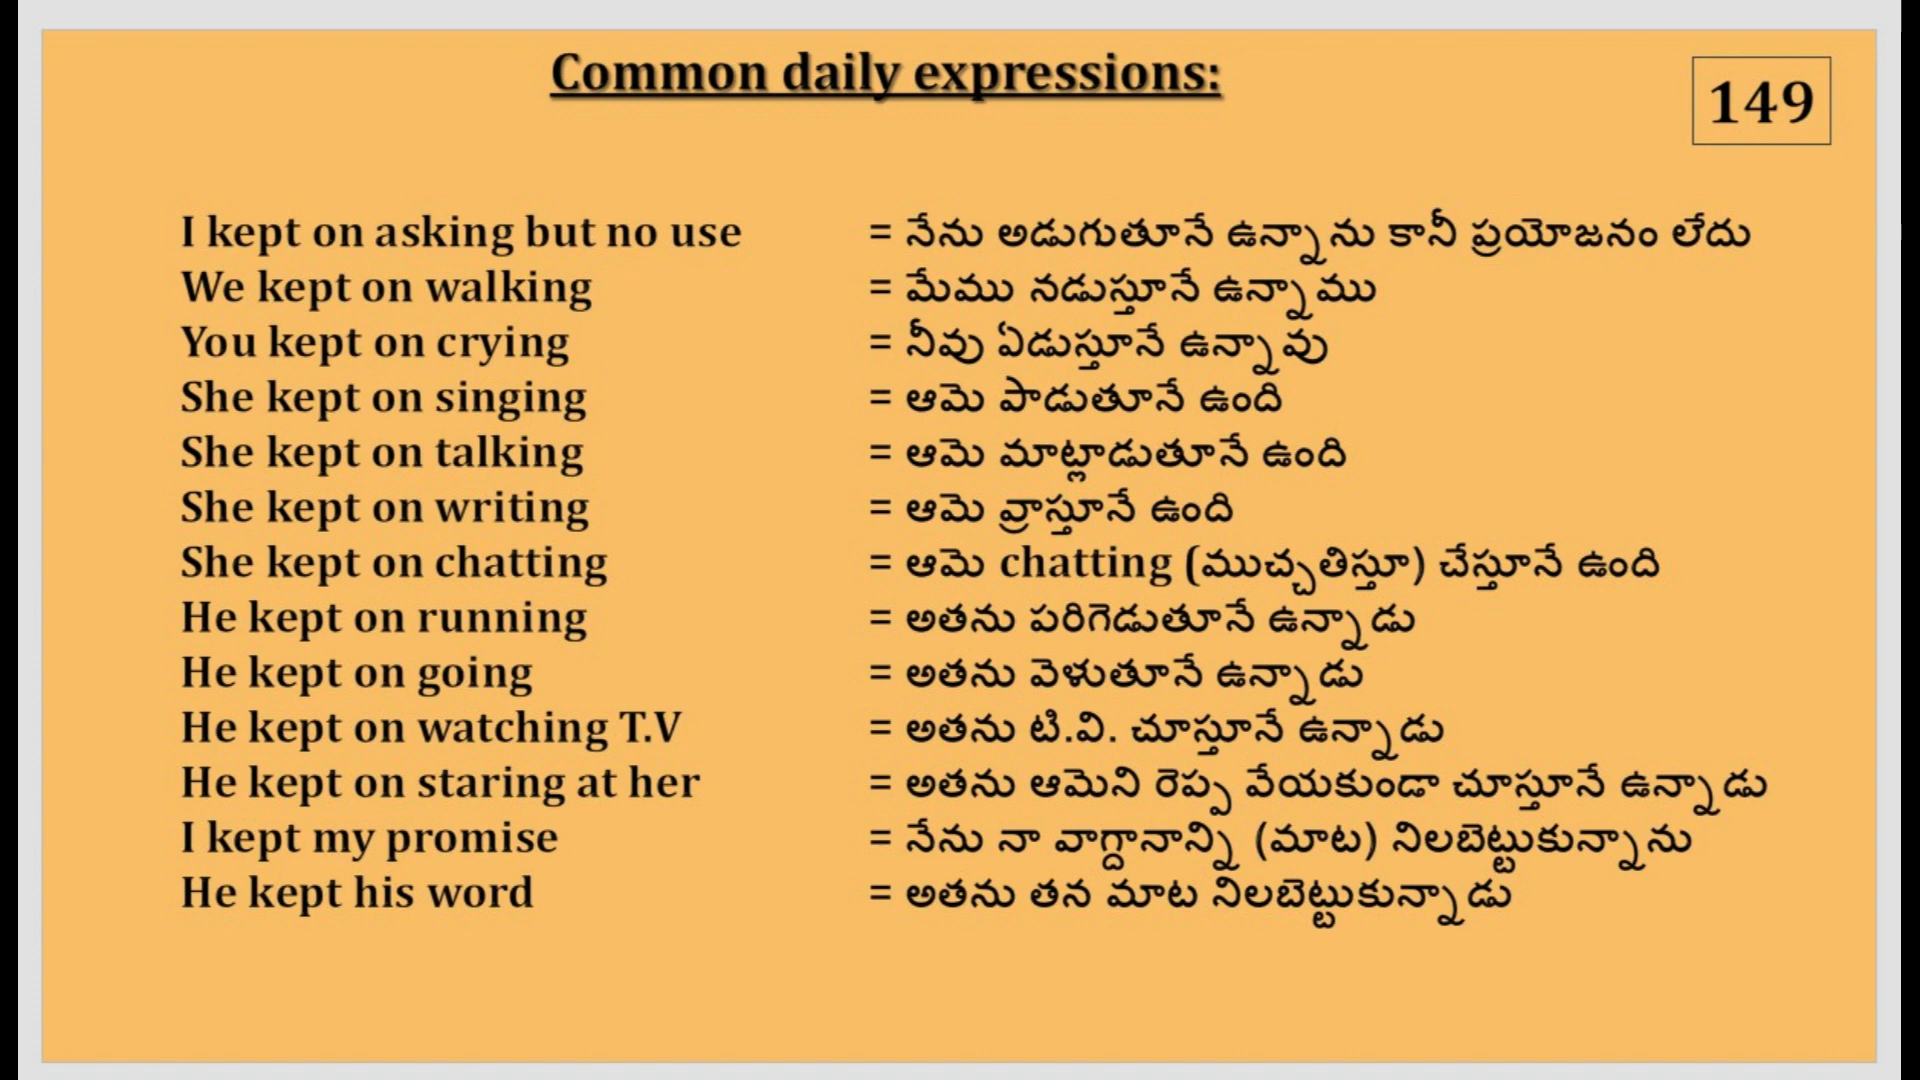 Common daily expressions:
149
I kept on asking but no use = నేను అడుగుతూనే ఉన్నాను కానీ ప్రయోజనం లేదు
We kept on walking = మేము నడుస్తూనే ఉన్నాము
You kept on crying = నీవు ఏడుస్తూనే ఉన్నావు
She kept on singing = ఆమె పాడుతూనే ఉంది
She kept on talking = ఆమె మాట్లాడుతూనే ఉంది
She kept on writing = ఆమె వ్రాస్తూనే ఉంది
She kept on chatting = ఆమె chatting (ముచ్చతిస్తూ) చేస్తూనే ఉంది
He kept on running = అతను పరిగెడుతూనే ఉన్నాడు
He kept on going = అతను వెళుతూనే ఉన్నాడు
He kept on watching T.V = అతను టి.వి. చూస్తూనే ఉన్నాడు
He kept on staring at her = అతను ఆమెని రెప్ప వేయకుండా చూస్తూనే ఉన్నాడు
I kept my promise = నేను నా వాగ్దానాన్ని (మాట) నిలబెట్టుకున్నాను
He kept his word = అతను తన మాట నిలబెట్టుకున్నాడు